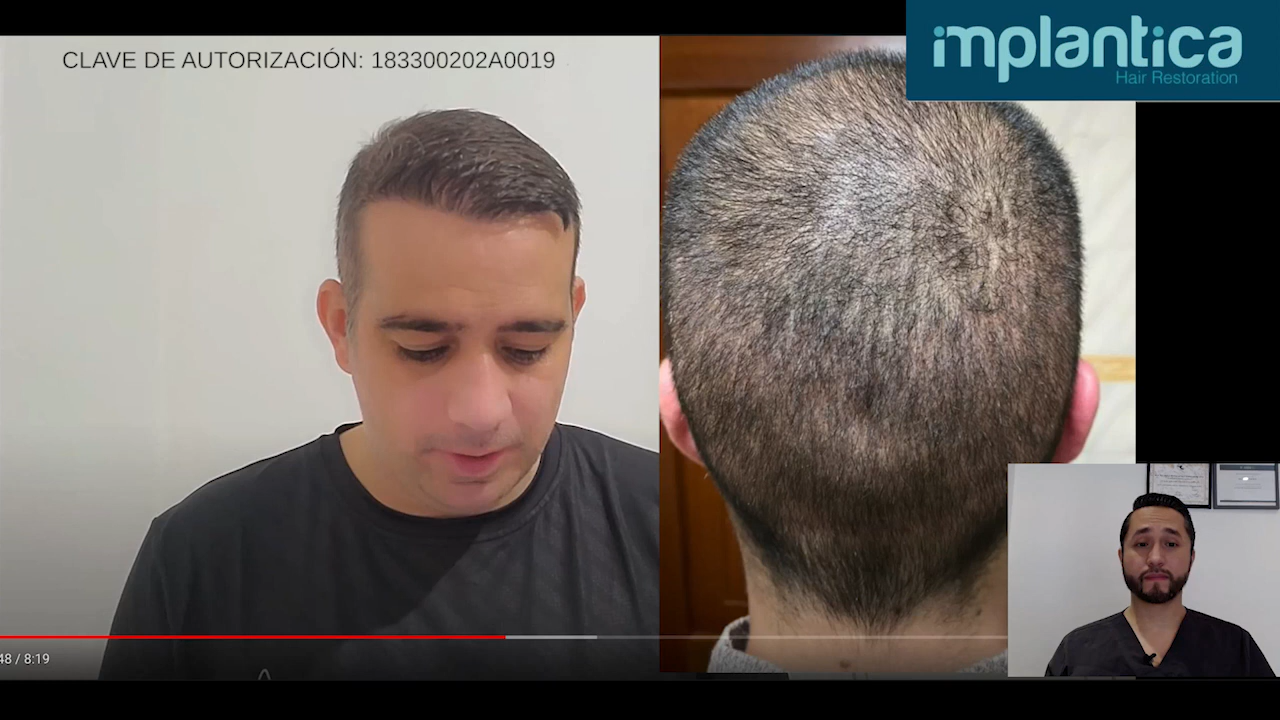 CLAVE DE AUTORIZACIÓN: 183300202A0019
implantica
Hair Restoration
48 / 8:19